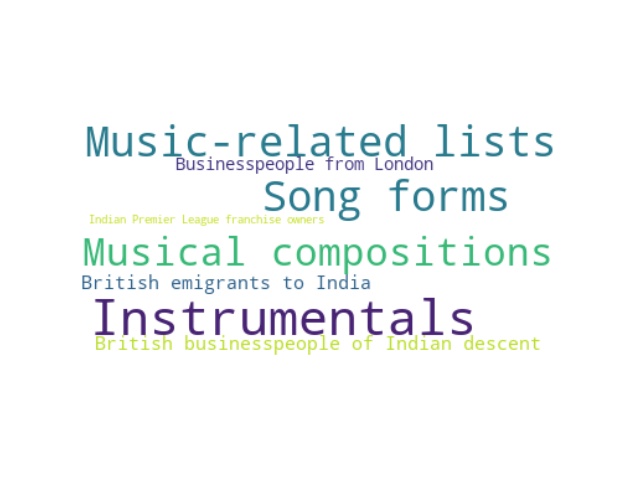 Music-related lists
Businesspeople from London
Song forms
Indian Premier League franchise owners
Musical compositions
British emigrants to India
Instrumentals
British businesspeople of Indian descent